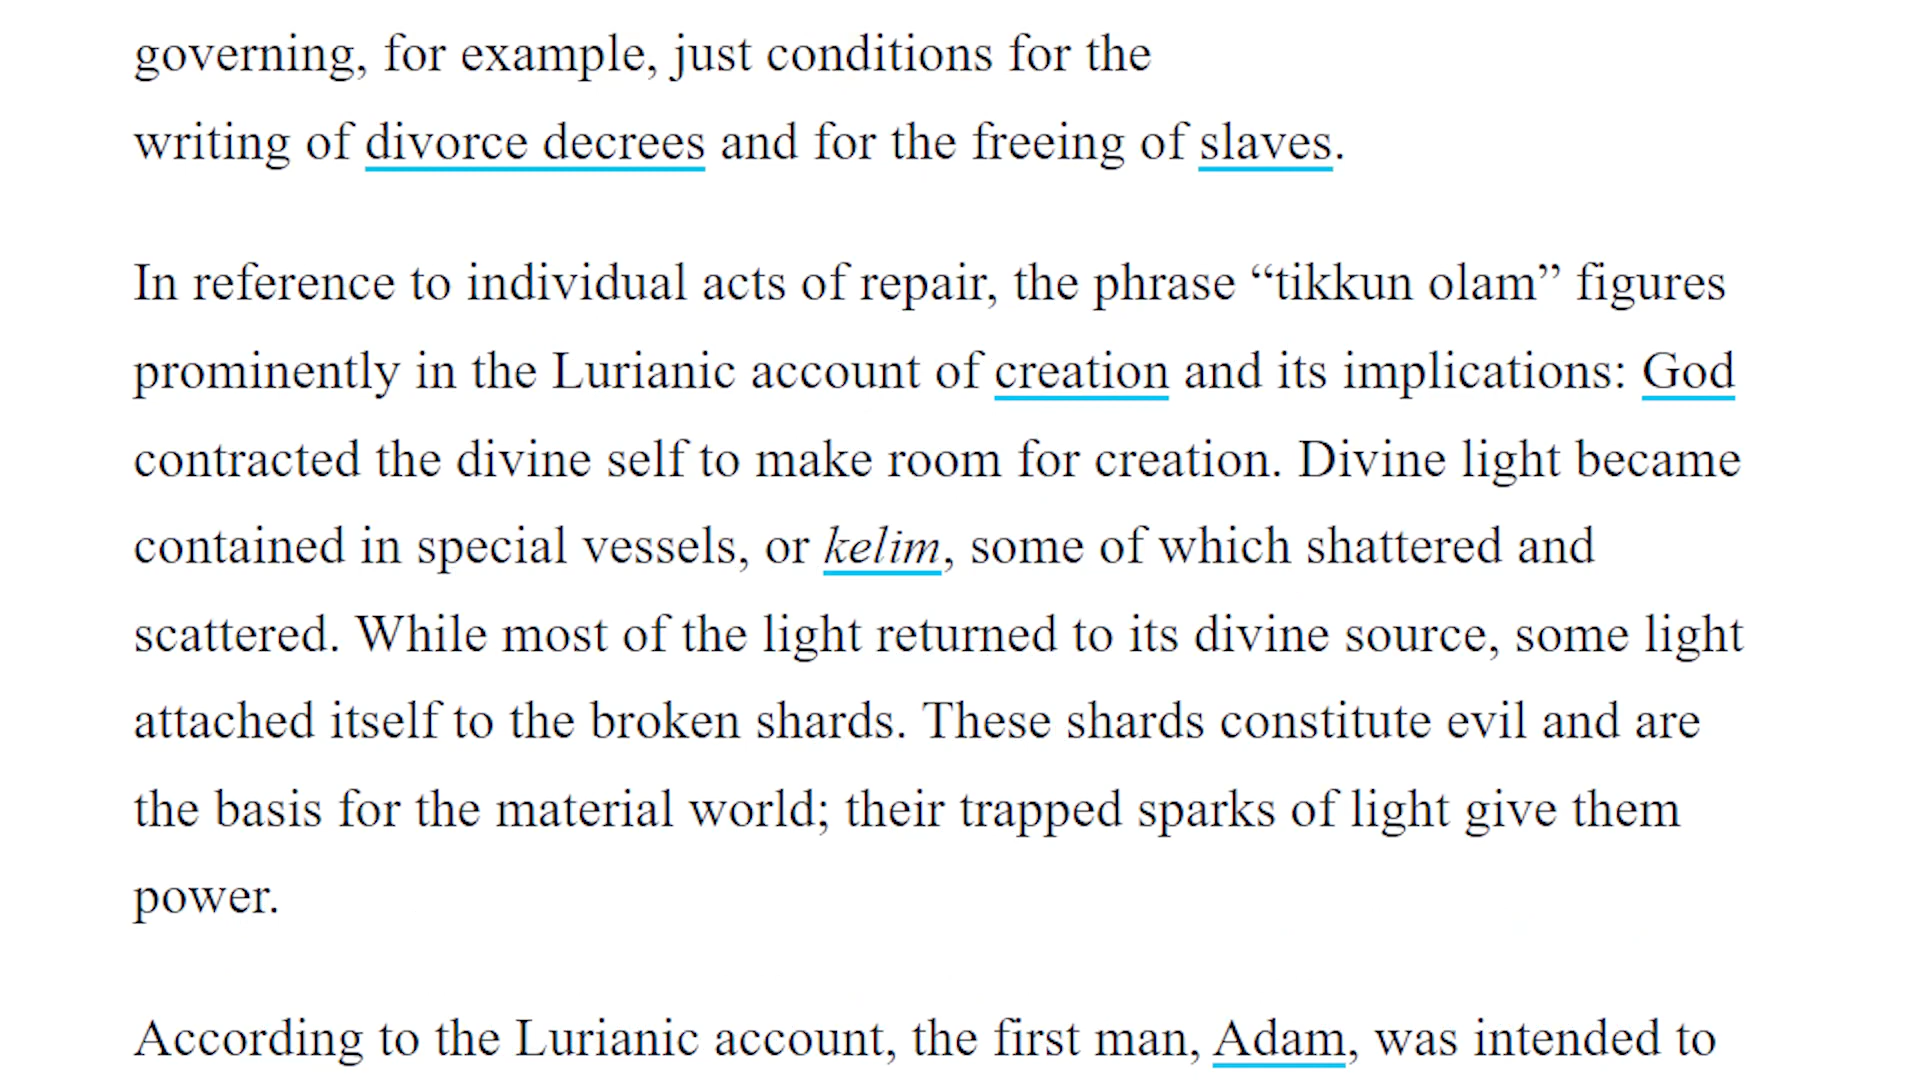 governing, for example, just conditions for the
writing of divorce decrees and for the freeing of slaves.
In reference to individual acts of repair, the phrase “tikkun olam” figures
prominently in the Lurianic account of creation and its implications: God
contracted the divine self to make room for creation. Divine light became
contained in special vessels, or kelim, some of which shattered and
scattered. While most of the light returned to its divine source, some light
attached itself to the broken shards. These shards constitute evil and are
the basis for the material world; their trapped sparks of light give them
power.
According to the Lurianic account, the first man, Adam, was intended to